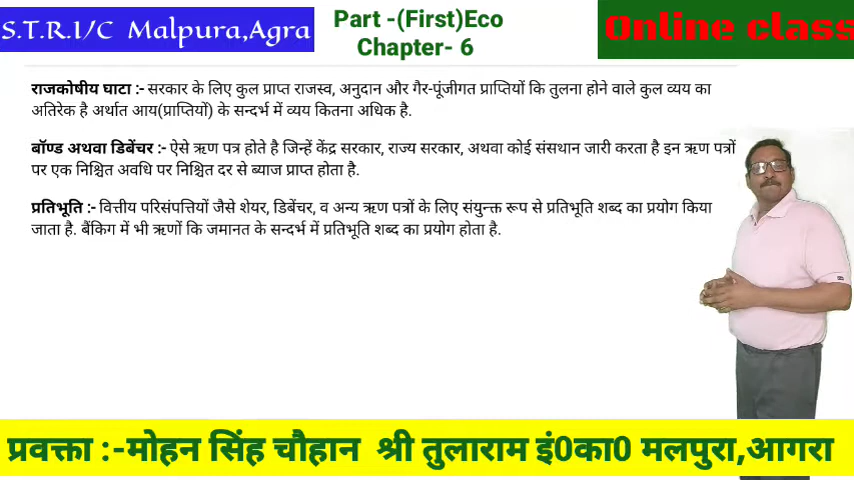 S.T.R.I/C Malpura,Agra
Part -(First)Eco
Chapter- 6
Online class
राजकोषीय घाटा :- सरकार के लिए कुल प्राप्त राजस्व, अनुदान और गैर-पूंजीगत प्राप्तियों कि तुलना होने वाले कुल व्यय का
अतिरेक है अर्थात आय(प्राप्तियों) के सन्दर्भ में व्यय कितना अधिक है.
बॉण्ड अथवा डिबेंचर :- ऐसे ऋण पत्र होते है जिन्हें केंद्र सरकार, राज्य सरकार, अथवा कोई संसथान जारी करता है इन ऋण पत्रों
पर एक निश्चित अवधि पर निश्चित दर से ब्याज प्राप्त होता है.
प्रतिभूति :- वित्तीय परिसंपत्तियों जैसे शेयर, डिबेंचर, व अन्य ऋण पत्रों के लिए संयुन्क्त रूप से प्रतिभूति शब्द का प्रयोग किया
जाता है. बैंकिग में भी ऋणों कि जमानत के सन्दर्भ में प्रतिभूति शब्द का प्रयोग होता है.
प्रवक्ता :-मोहन सिंह चौहान श्री तुलाराम इं0का0 मलपुरा,आगरा